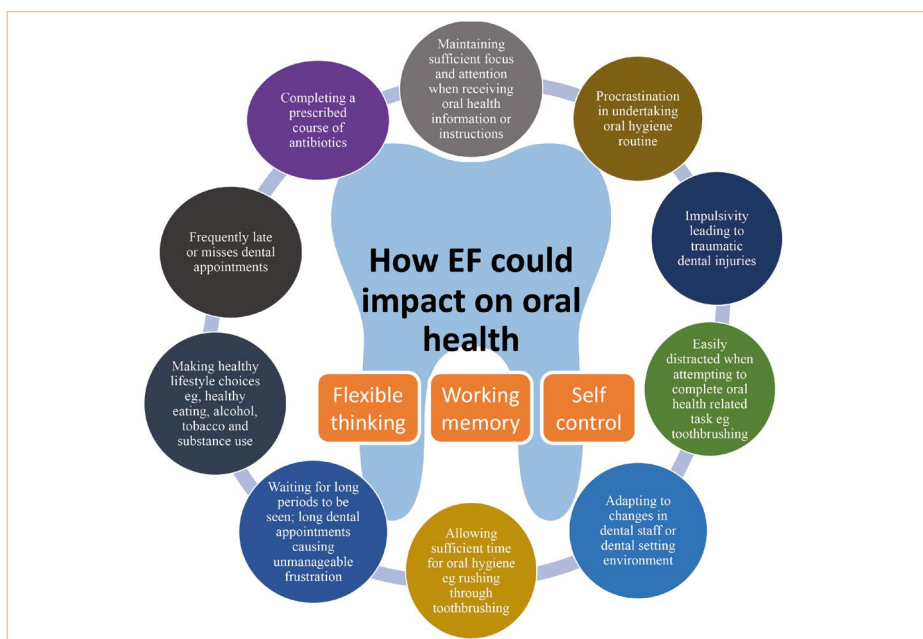 Maintaining
sufficient focus
and attention
when receiving
oral health
information or
instructions
Procrastination
in undertaking
oral hygiene
routine
Impulsivity
leading to
traumatic
dental injuries
Easily
distracted when
attempting to
complete oral
health related
task eg
toothbrushing
Adapting to
changes in
dental staff or
dental setting
environment
Allowing
sufficient time
for oral hygiene
eg rushing
through
toothbrushing
Waiting for long
periods to be
seen; long dental
appointments
causing
unmanageable
frustration
Making healthy
lifestyle choices
eg, healthy
eating, alcohol,
tobacco and
substance use
Frequently late
or misses dental
appointments
Completing a
prescribed
course of
antibiotics
How EF could
impact on oral
health
Flexible
thinking
Working
memory
Self
control